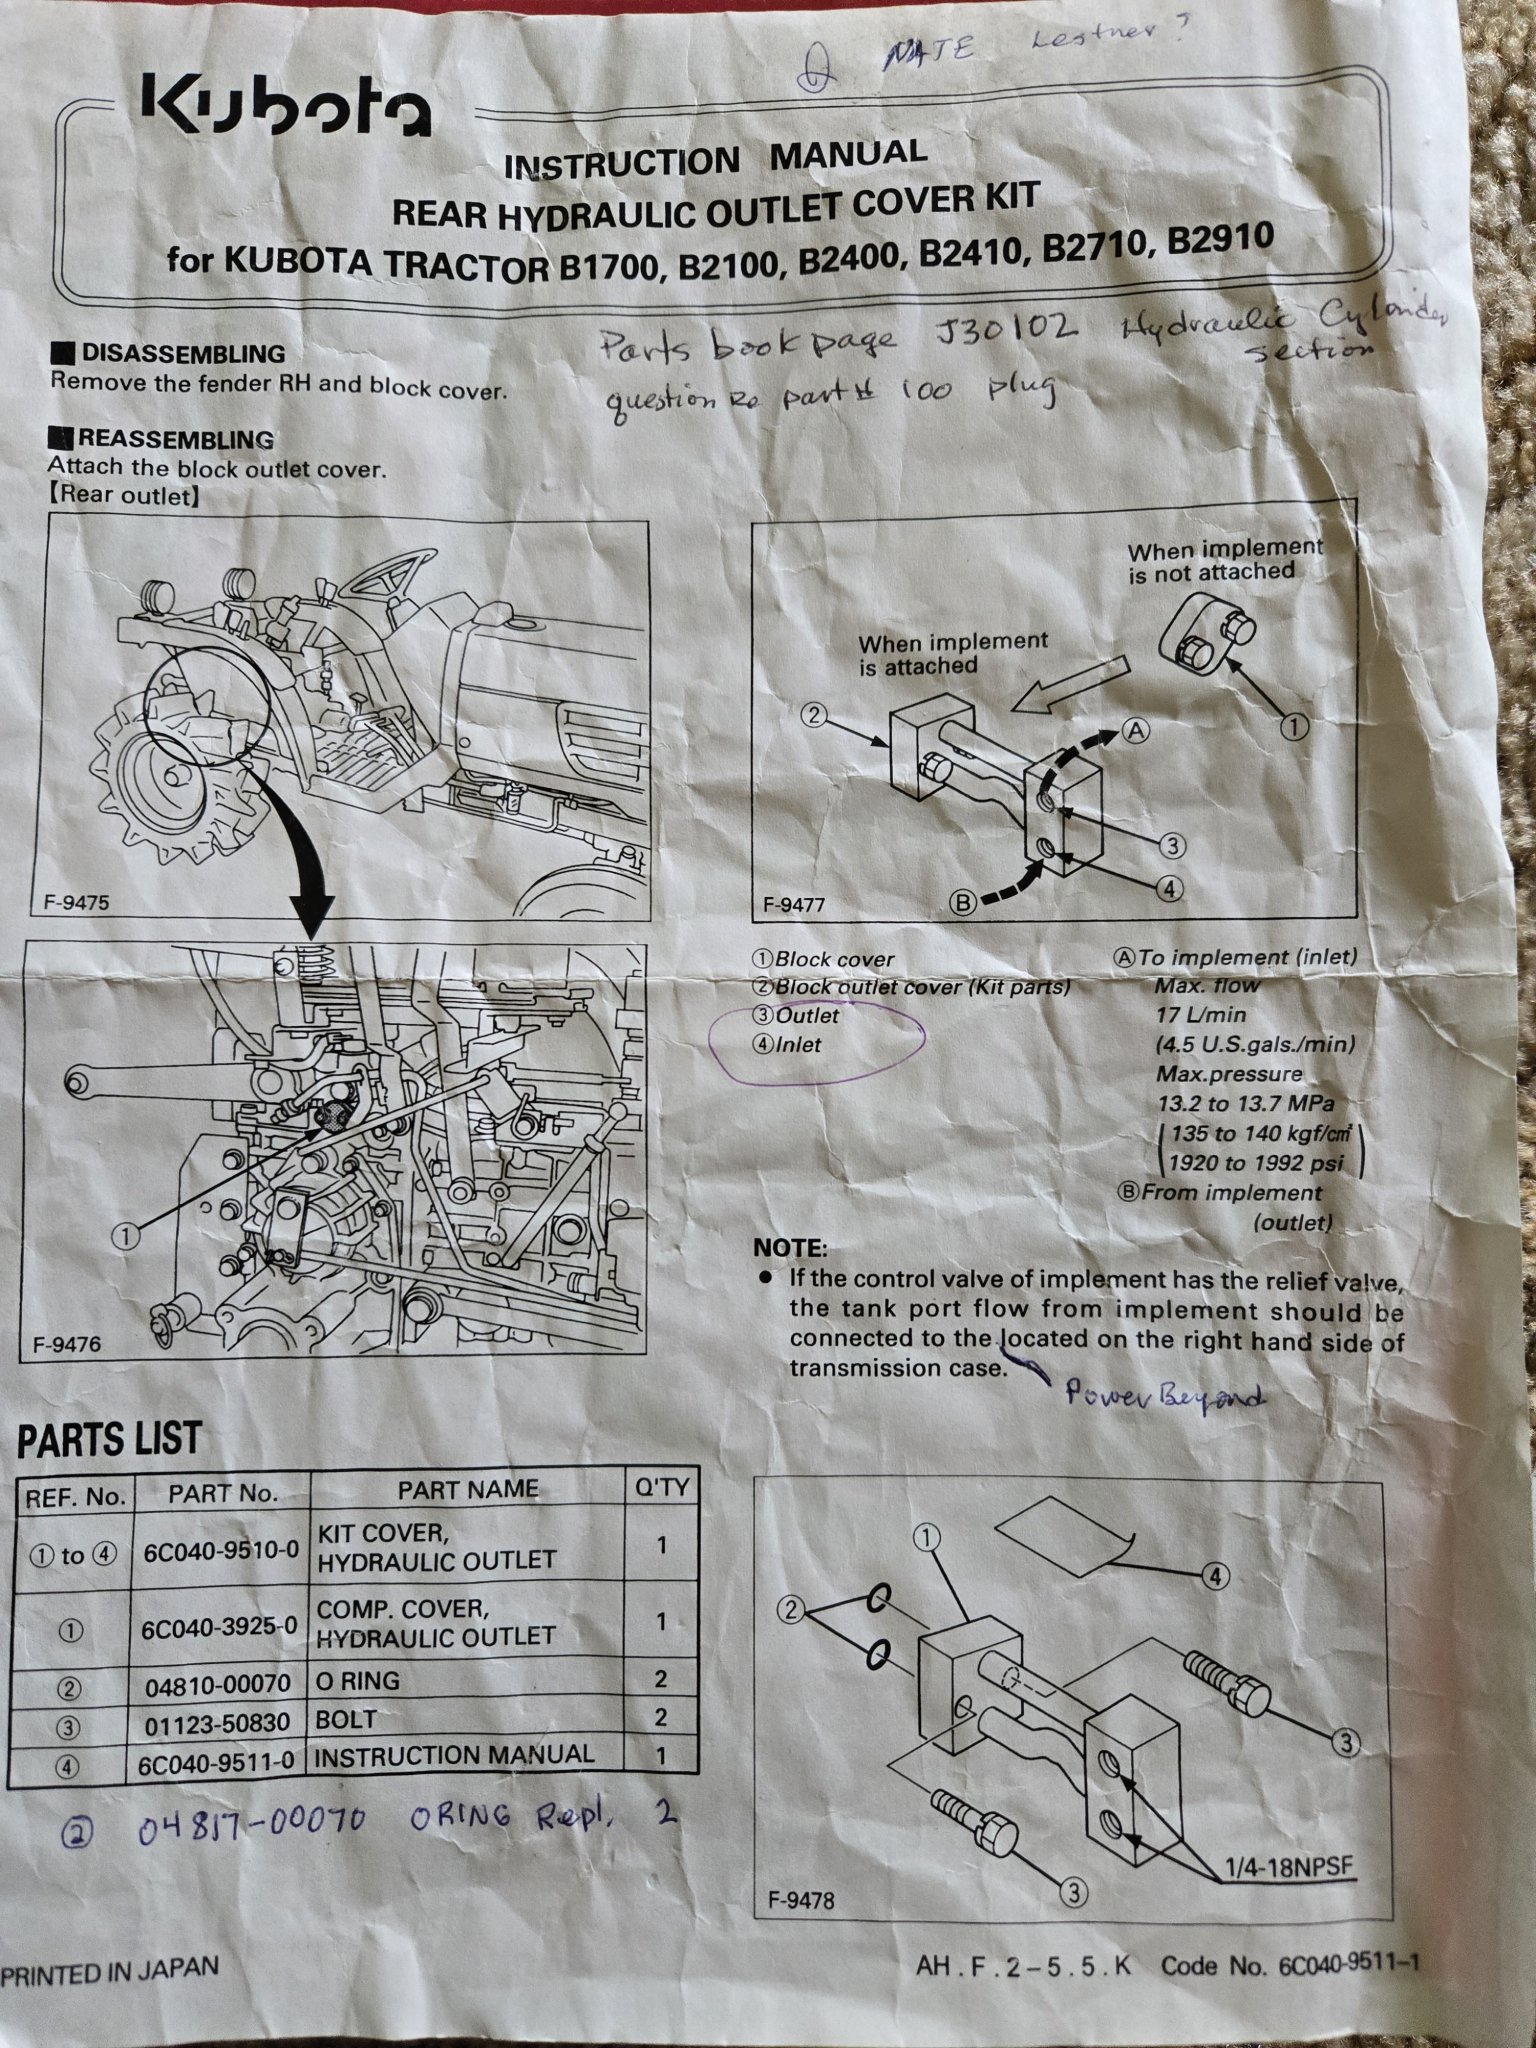 NATE Lestner?
Kubota
INSTRUCTION MANUAL
REAR HYDRAULIC OUTLET COVER KIT
for KUBOTA TRACTOR B1700, B2100, B2400, B2410, B2710, B2910
Parts book page J30102 Hydraulic Cylinder
section
question Re part # 100 plug
■ DISASSEMBLING
Remove the fender RH and block cover.
■ REASSEMBLING
Attach the block outlet cover.
【Rear outlet】
F-9475
When implement
is not attached
When implement
is attached
②
①
Ⓐ
③
④
Ⓑ
F-9477
①
F-9476
①Block cover
②Block outlet cover (Kit parts)
③Outlet
④Inlet
ⒶTo implement (inlet)
Max. flow
17 L/min
(4.5 U.S.gals./min)
Max.pressure
13.2 to 13.7 MPa
(135 to 140 kgf/cm²
1920 to 1992 psi)
ⒷFrom implement
(outlet)
NOTE:
● If the control valve of implement has the relief valve,
the tank port flow from implement should be
connected to the located on the right hand side of
transmission case.
Power Beyond
PARTS LIST
REF. No. PART No. PART NAME Q'TY
① to ④ 6C040-9510-0 KIT COVER,
HYDRAULIC OUTLET 1
① 6C040-3925-0 COMP. COVER,
HYDRAULIC OUTLET 1
② 04810-00070 O RING 2
③ 01123-50830 BOLT 2
④ 6C040-9511-0 INSTRUCTION MANUAL 1
② 04817-00070 ORING Repl. 2
①
④
②
③
③
1/4-18NPSF
F-9478
PRINTED IN JAPAN
AH.F.2-5.5.K Code No. 6C040-9511-1